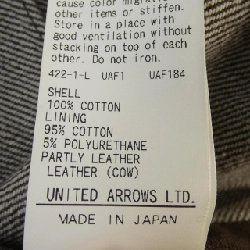 cause color migration
other items or stiffen.
Store in a place with
good ventilation without
stacking on top of each
other. Do not iron.
422-1-L UAF1 UAF184
SHELL
100% COTTON
LINING
95% COTTON
5% POLYURETHANE
PARTLY LEATHER
LEATHER (COW)
UNITED ARROWS LTD.
MADE IN JAPAN